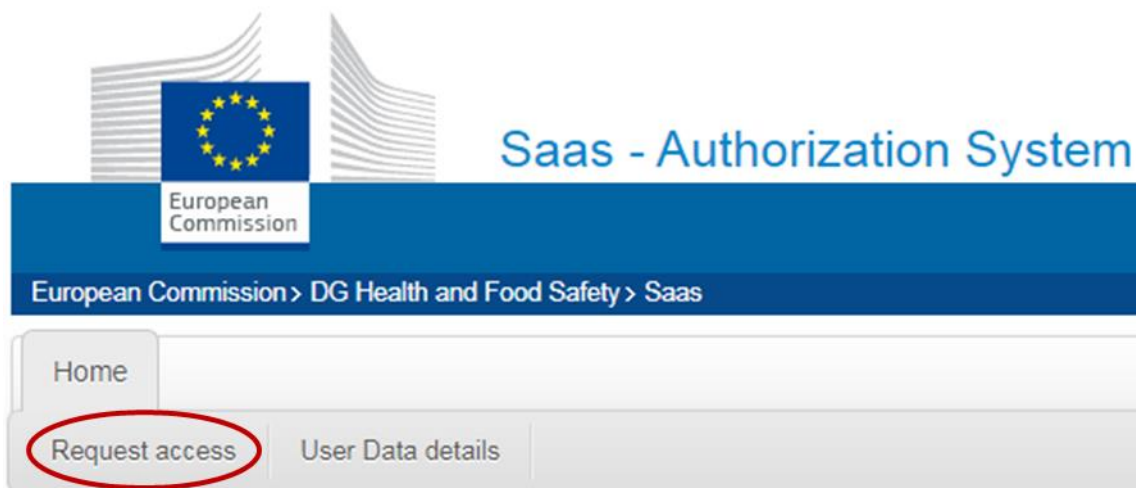 Saas - Authorization System
European
Commission
European Commission > DG Health and Food Safety > Saas
Home
Request access
User Data details